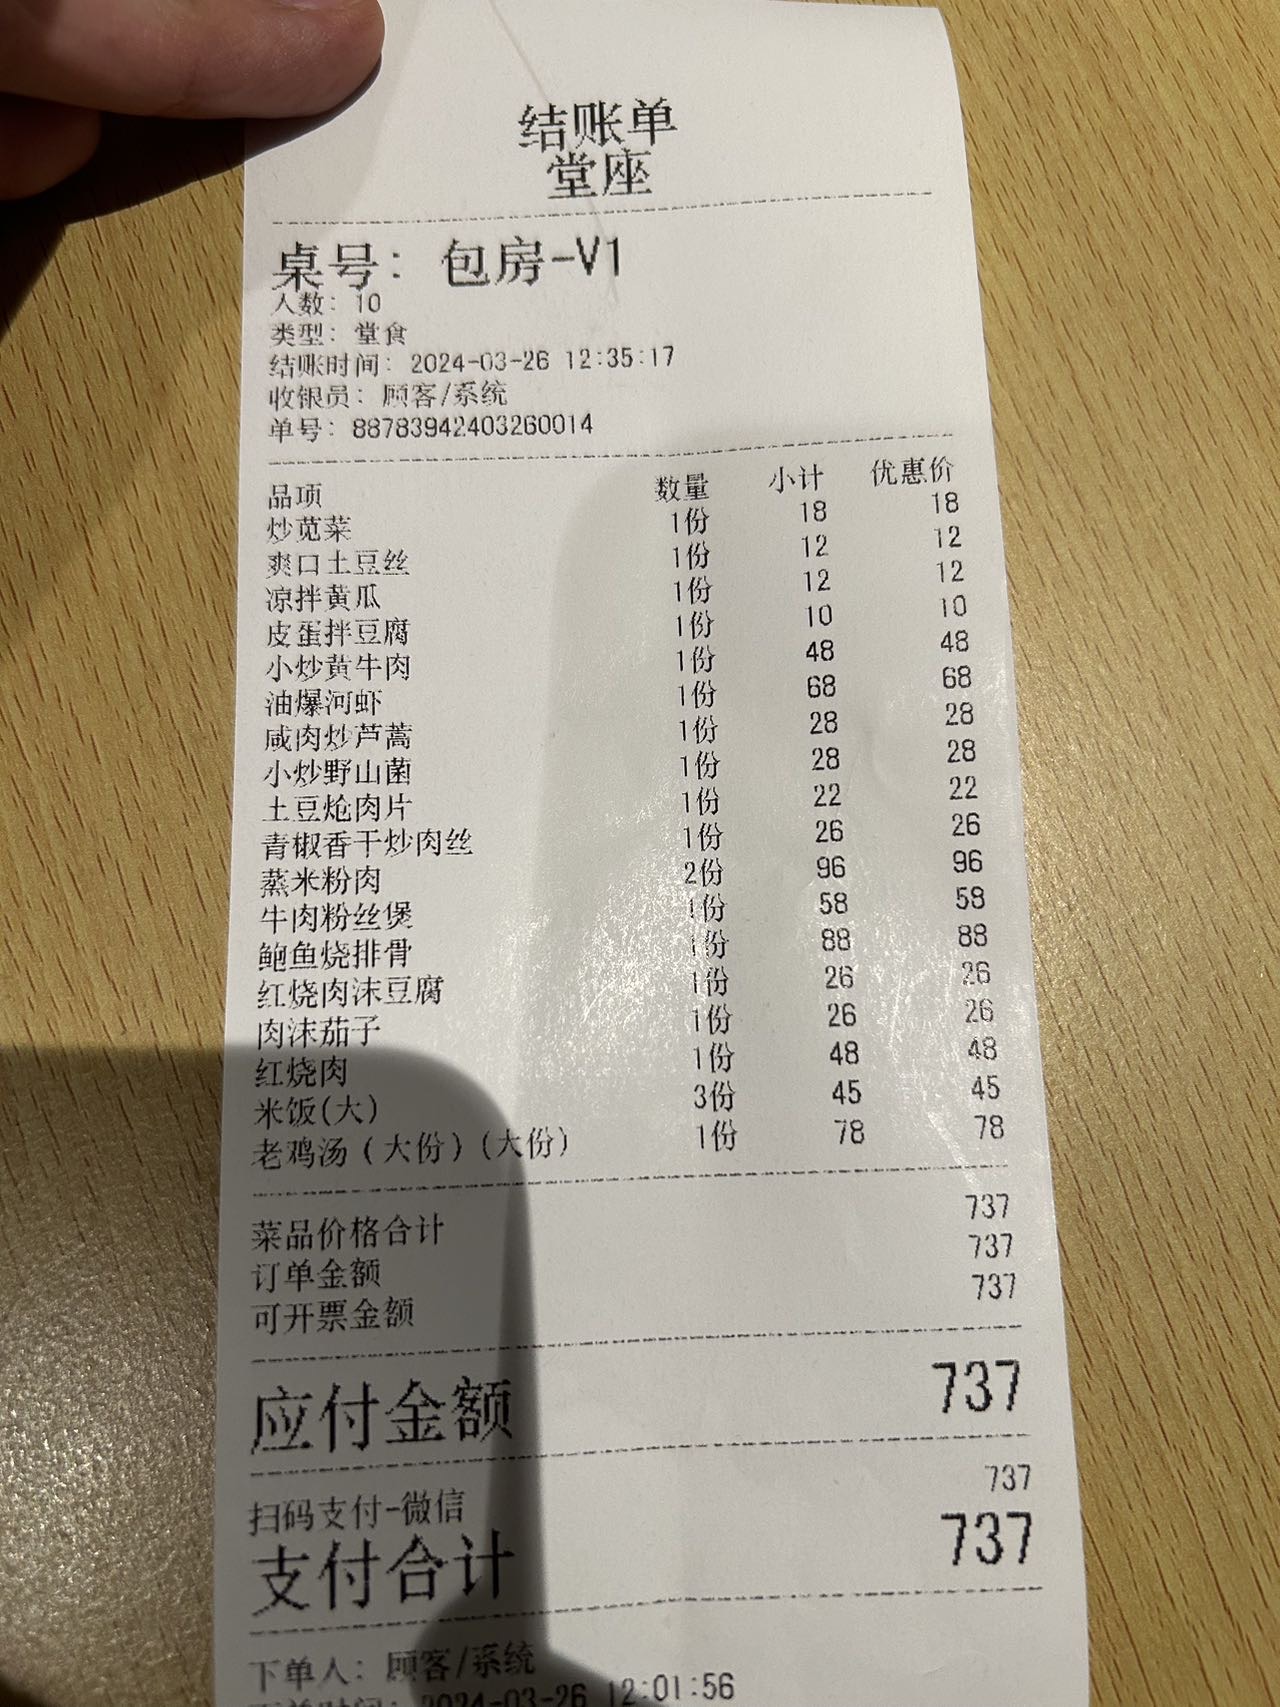 结账单
堂座
桌号: 包房-V1
人数: 10
类型: 堂食
结账时间: 2024-03-26 12:35:17
收银员: 顾客/系统
单号: 88783942403260014
品项 数量 小计 优惠价
炒苋菜 1份 18 18
爽口土豆丝 1份 12 12
凉拌黄瓜 1份 12 12
皮蛋拌豆腐 1份 10 10
小炒黄牛肉 1份 48 48
油爆河虾 1份 68 68
咸肉炒芦蒿 1份 28 28
小炒野山菌 1份 28 28
土豆炝肉片 1份 22 22
青椒香干炒肉丝 1份 26 26
蒸米粉肉 2份 96 96
牛肉粉丝煲 1份 58 58
鲍鱼烧排骨 1份 88 88
红烧肉沫豆腐 1份 26 26
肉沫茄子 1份 26 26
红烧肉 1份 48 48
米饭(大) 3份 45 45
老鸡汤(大份)(大份) 1份 78 78
菜品价格合计 737
订单金额 737
可开票金额 737
应付金额 737
扫码支付-微信 737
支付合计 737
下单人: 顾客/系统
下单时间: 2024-03-26 12:01:56